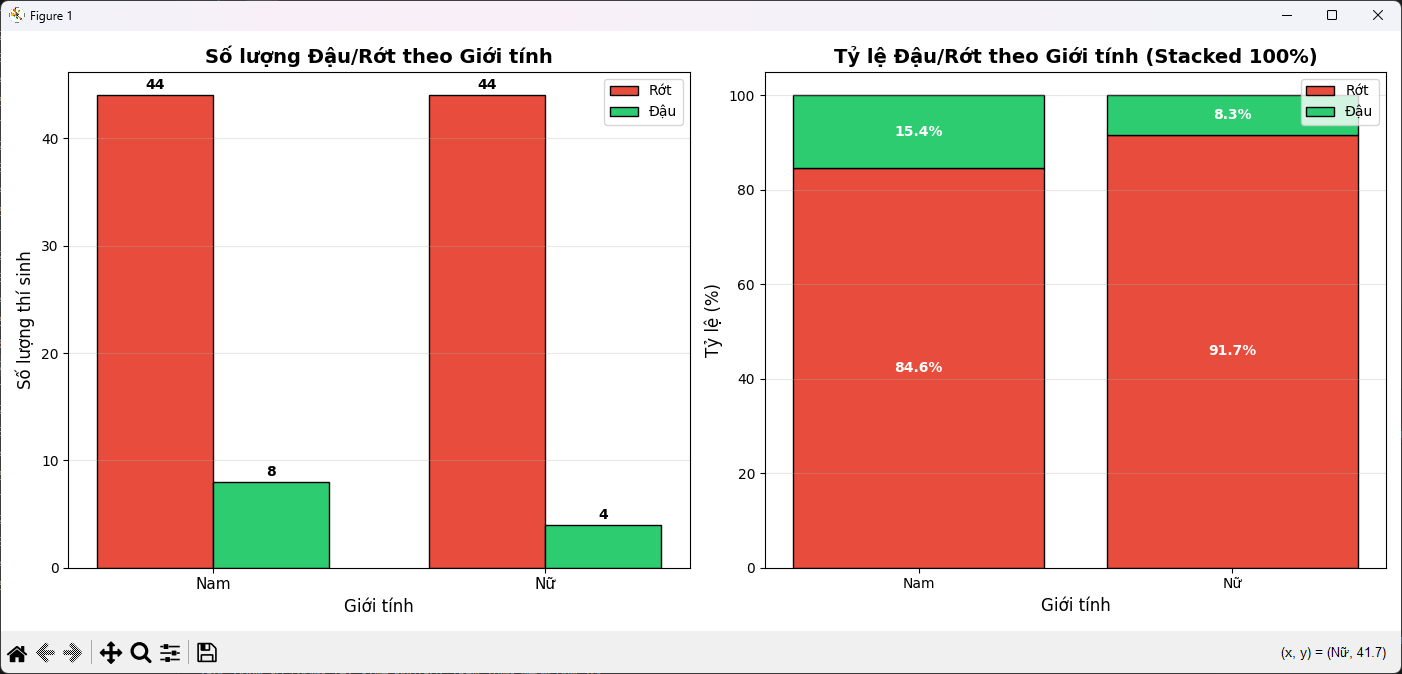 Figure 1
Số lượng Đậu/Rớt theo Giới tính
44
44
Rớt
Đậu
40
30
20
10
0
8
4
Số lượng thí sinh
Nam
Nữ
Giới tính
Tỷ lệ Đậu/Rớt theo Giới tính (Stacked 100%)
Rớt
Đậu
100
80
60
40
20
0
15.4%
8.3%
84.6%
91.7%
Tỷ lệ (%)
Nam
Nữ
Giới tính
(x, y) = (Nữ, 41.7)